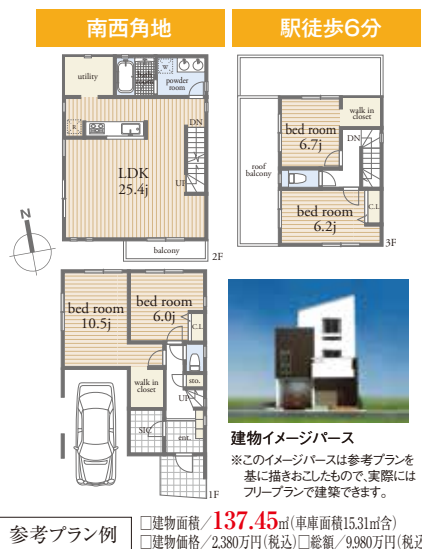 南西角地
駅徒歩6分
utility
W
powder
room
R
DN
LDK
25.4j
UP
balcony
2F
walk in
closet
bed room
6.7j
DN
roof
balcony
bed room
6.2j
C.L
3F
N
bed room
10.5j
bed room
6.0j
C.L
walk in
closet
sto.
UP
SIC
ent.
1F
建物イメージパース
※このイメージパースは参考プランを
基に描きおこしたもので、実際には
フリープランで建築できます。
参考プラン例
□建物面積／137.45㎡(車庫面積15.31㎡含)
□建物価格／2,380万円(税込)□総額／9,980万円(税込